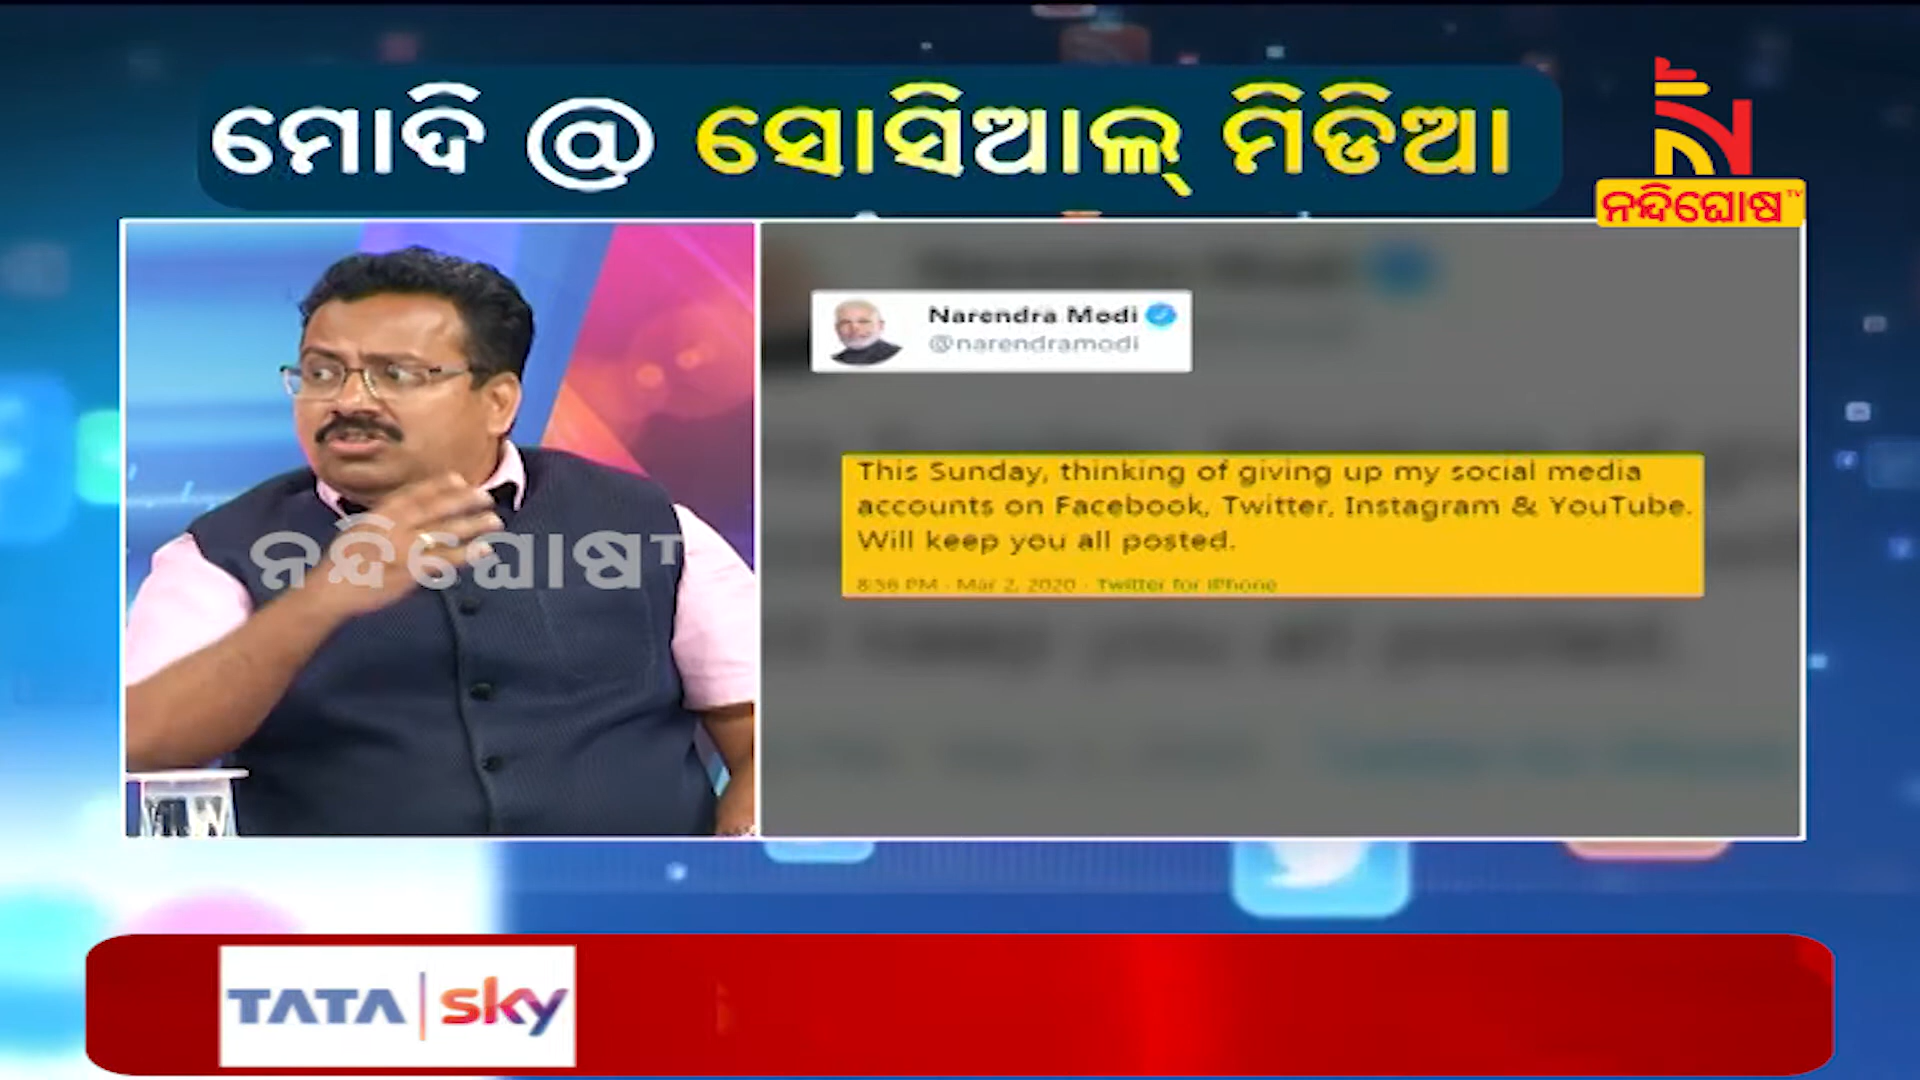 ମୋଦି @ ସୋସିଆଲ୍ ମିଡିଆ
ନନ୍ଦିଘୋଷ TV
Narendra Modi
@narendramodi
This Sunday, thinking of giving up my social media
accounts on Facebook, Twitter, Instagram & YouTube.
Will keep you all posted.
8:56 PM · Mar 2, 2020 · Twitter for iPhone
ନନ୍ଦିଘୋଷ T
TATA sky